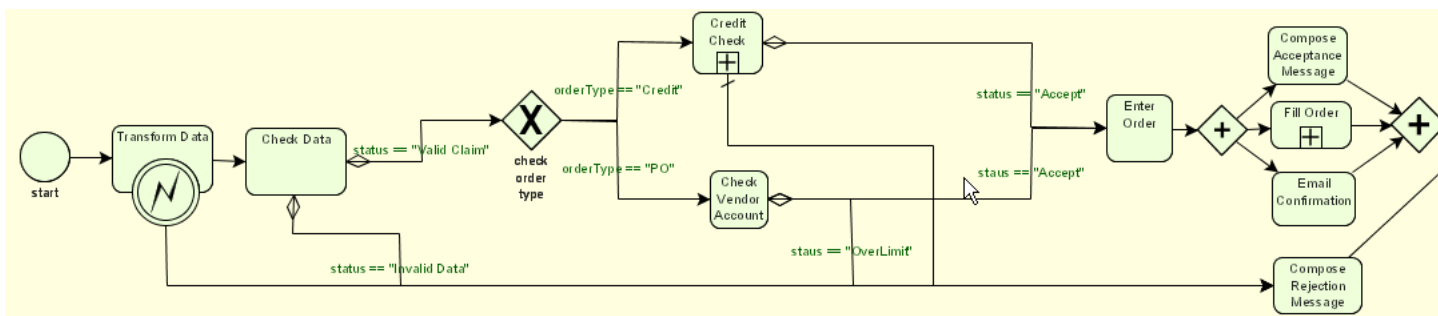 start
Transform Data
Check Data
status == "Valid Claim"
status == "Invalid Data"
check
order
type
orderType == "Credit"
orderType == "PO"
Credit
Check
Check
Vendor
Account
status == "Accept"
staus == "Accept"
staus == "OverLimit"
Enter
Order
Compose
Acceptance
Message
Fill Order
Email
Confirmation
Compose
Rejection
Message